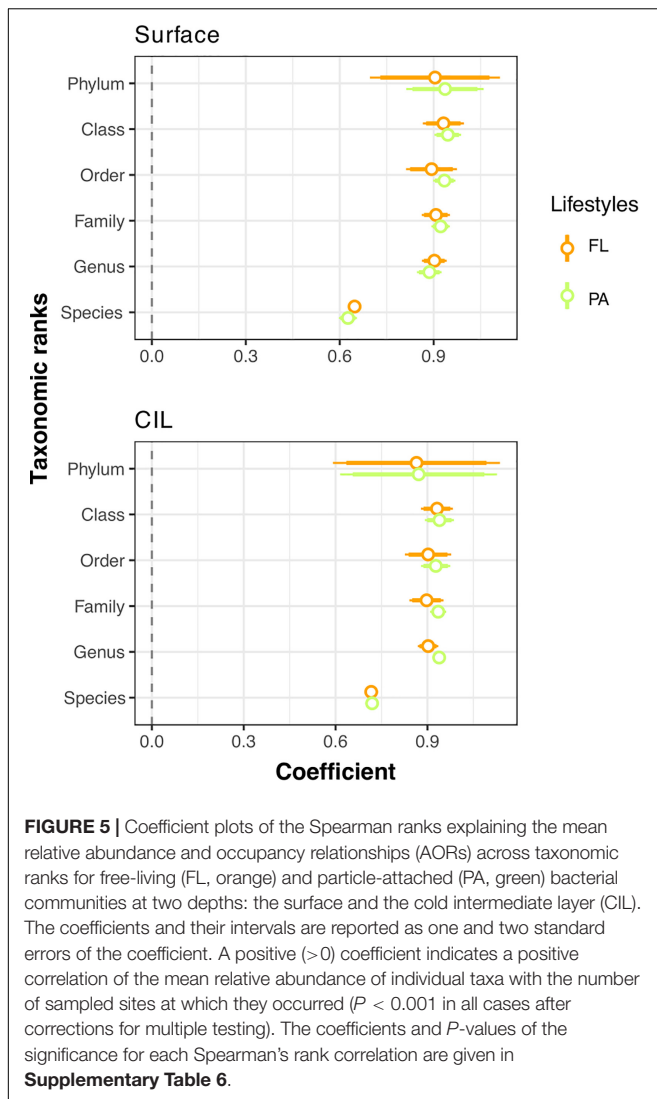 Surface
Phylum
Class
Order
Family
Genus
Species
0.0 0.3 0.6 0.9
Lifestyles
FL
PA
Taxonomic ranks
CIL
Phylum
Class
Order
Family
Genus
Species
0.0 0.3 0.6 0.9
Coefficient
FIGURE 5 | Coefficient plots of the Spearman ranks explaining the mean
relative abundance and occupancy relationships (AORs) across taxonomic
ranks for free-living (FL, orange) and particle-attached (PA, green) bacterial
communities at two depths: the surface and the cold intermediate layer (CIL).
The coefficients and their intervals are reported as one and two standard
errors of the coefficient. A positive (>0) coefficient indicates a positive
correlation of the mean relative abundance of individual taxa with the number
of sampled sites at which they occurred (P < 0.001 in all cases after
corrections for multiple testing). The coefficients and P-values of the
significance for each Spearman's rank correlation are given in
Supplementary Table 6.